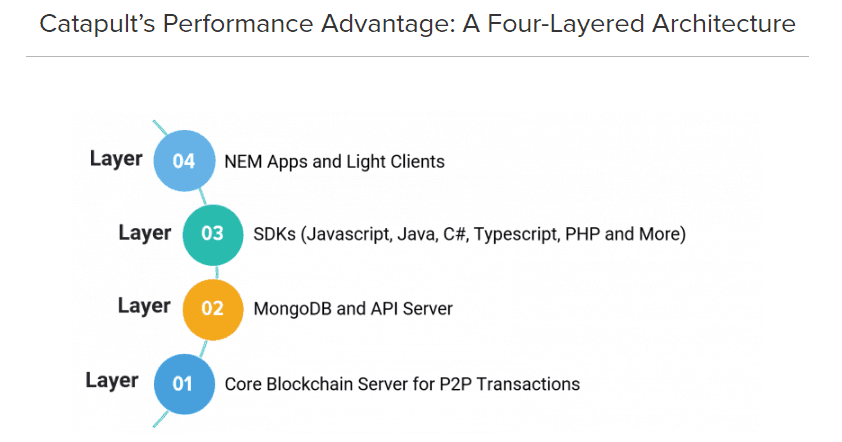 Catapult’s Performance Advantage: A Four-Layered Architecture
Layer 04 NEM Apps and Light Clients
Layer 03 SDKs (Javascript, Java, C#, Typescript, PHP and More)
Layer 02 MongoDB and API Server
Layer 01 Core Blockchain Server for P2P Transactions